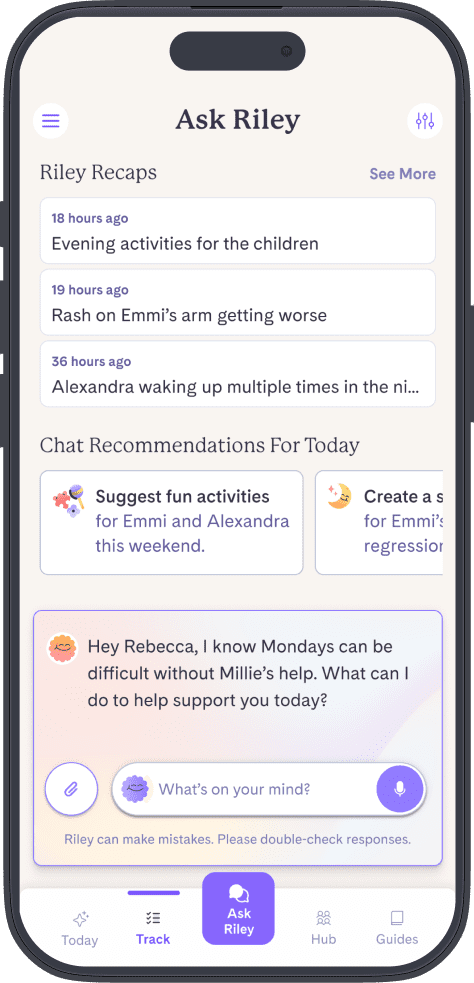 Ask Riley
Riley Recaps
See More
18 hours ago
Evening activities for the children
19 hours ago
Rash on Emmi’s arm getting worse
36 hours ago
Alexandra waking up multiple times in the ni...
Chat Recommendations For Today
Suggest fun activities
for Emmi and Alexandra
this weekend.
Create a s
for Emmi’s
regression
Hey Rebecca, I know Mondays can be
difficult without Millie’s help. What can I
do to help support you today?
What’s on your mind?
Riley can make mistakes. Please double-check responses.
Today
Track
Ask
Riley
Hub
Guides